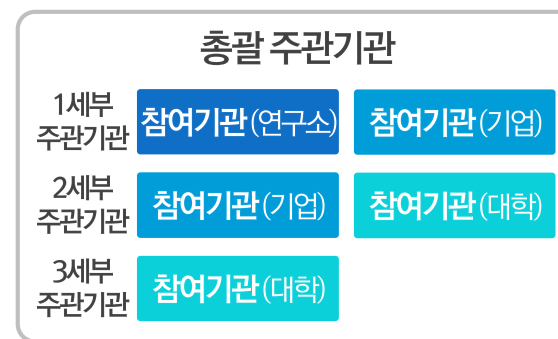 총괄 주관기관
1세부
주관기관
참여기관(연구소)
참여기관(기업)
2세부
주관기관
참여기관(기업)
참여기관(대학)
3세부
주관기관
참여기관(대학)